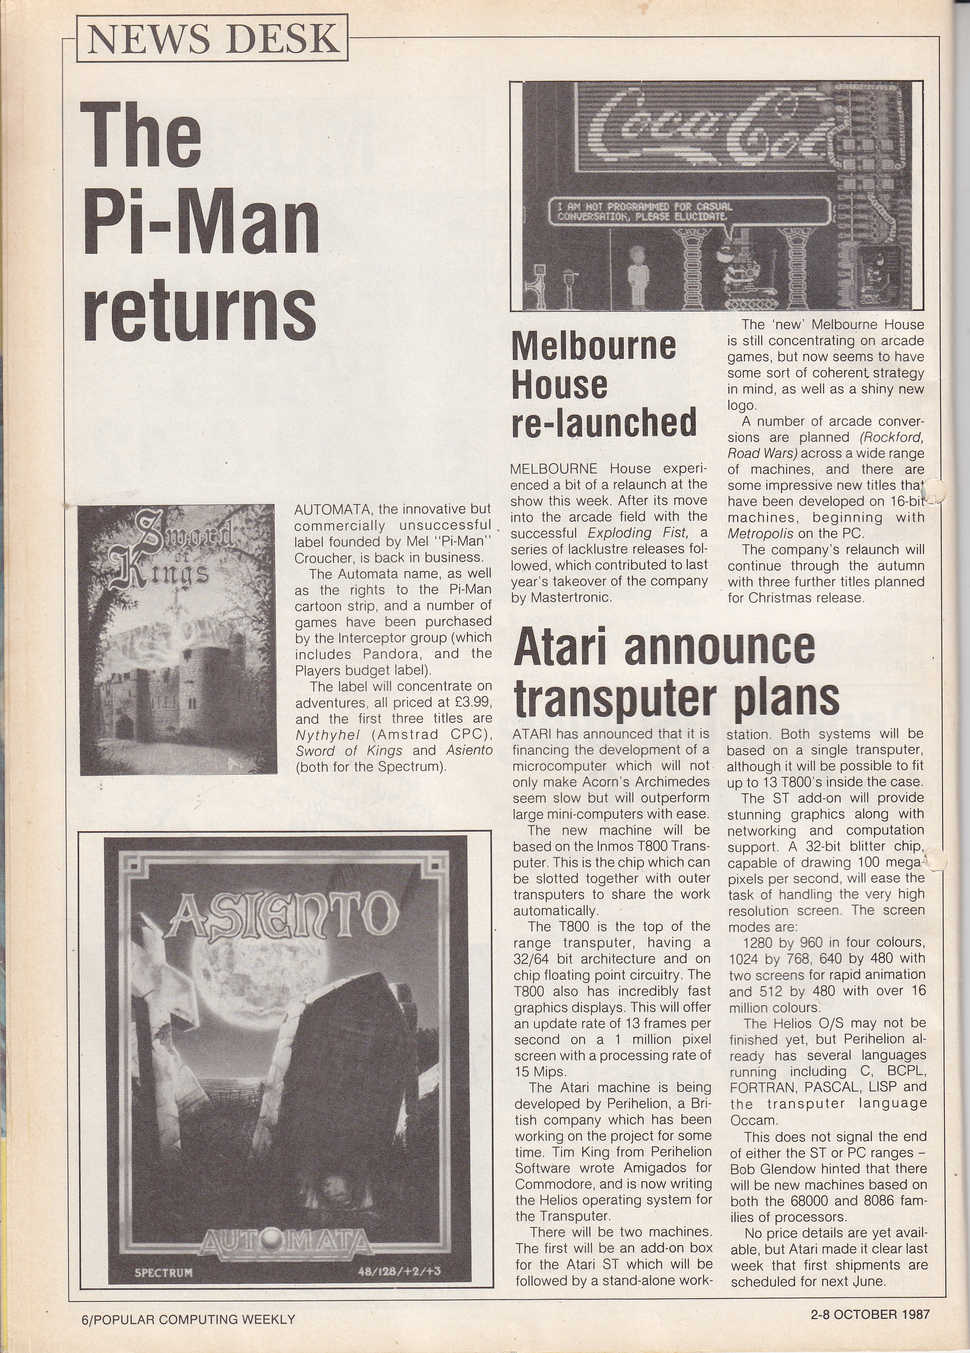 NEWS DESK
The
Pi-Man
returns
Sword
of
Kings
AUTOMATA, the innovative but
commercially unsuccessful
label founded by Mel "Pi-Man"
Croucher, is back in business.
The Automata name, as well
as the rights to the Pi-Man
cartoon strip, and a number of
games have been purchased
by the Interceptor group (which
includes Pandora, and the
Players budget label).
The label will concentrate on
adventures, all priced at £3.99,
and the first three titles are
Nythyhel (Amstrad CPC),
Sword of Kings and Asiento
(both for the Spectrum).
ASIENTO
AUTOMATA
SPECTRUM
48/128/+2/+3
Coca-Col
I AM NOT PROGRAMMED FOR CASUAL
CONVERSATION, PLEASE ELUCIDATE.
Melbourne
House
re-launched
MELBOURNE House experi-
enced a bit of a relaunch at the
show this week. After its move
into the arcade field with the
successful Exploding Fist, a
series of lacklustre releases fol-
lowed, which contributed to last
year's takeover of the company
by Mastertronic.
The 'new' Melbourne House
is still concentrating on arcade
games, but now seems to have
some sort of coherent strategy
in mind, as well as a shiny new
logo.
A number of arcade conver-
sions are planned (Rockford,
Road Wars) across a wide range
of machines, and there are
some impressive new titles that
have been developed on 16-bit
machines, beginning with
Metropolis on the PC.
The company's relaunch will
continue through the autumn
with three further titles planned
for Christmas release.
Atari announce
transputer plans
ATARI has announced that it is
financing the development of a
microcomputer which will not
only make Acorn's Archimedes
seem slow but will outperform
large mini-computers with ease.
The new machine will be
based on the Inmos T800 Trans-
puter. This is the chip which can
be slotted together with outer
transputers to share the work
automatically.
The T800 is the top of the
range transputer, having a
32/64 bit architecture and on
chip floating point circuitry. The
T800 also has incredibly fast
graphics displays. This will offer
an update rate of 13 frames per
second on a 1 million pixel
screen with a processing rate of
15 Mips.
The Atari machine is being
developed by Perihelion, a Bri-
tish company which has been
working on the project for some
time. Tim King from Perihelion
Software wrote Amigados for
Commodore, and is now writing
the Helios operating system for
the Transputer.
There will be two machines.
The first will be an add-on box
for the Atari ST which will be
followed by a stand-alone work-
station. Both systems will be
based on a single transputer,
although it will be possible to fit
up to 13 T800's inside the case.
The ST add-on will provide
stunning graphics along with
networking and computation
support. A 32-bit blitter chip,
capable of drawing 100 mega-
pixels per second, will ease the
task of handling the very high
resolution screen. The screen
modes are:
1280 by 960 in four colours,
1024 by 768, 640 by 480 with
two screens for rapid animation
and 512 by 480 with over 16
million colours.
The Helios O/S may not be
finished yet, but Perihelion al-
ready has several languages
running including C, BCPL,
FORTRAN, PASCAL, LISP and
the transputer language
Occam.
This does not signal the end
of either the ST or PC ranges –
Bob Glendow hinted that there
will be new machines based on
both the 68000 and 8086 fam-
ilies of processors.
No price details are yet avail-
able, but Atari made it clear last
week that first shipments are
scheduled for next June.
6/POPULAR COMPUTING WEEKLY
2-8 OCTOBER 1987